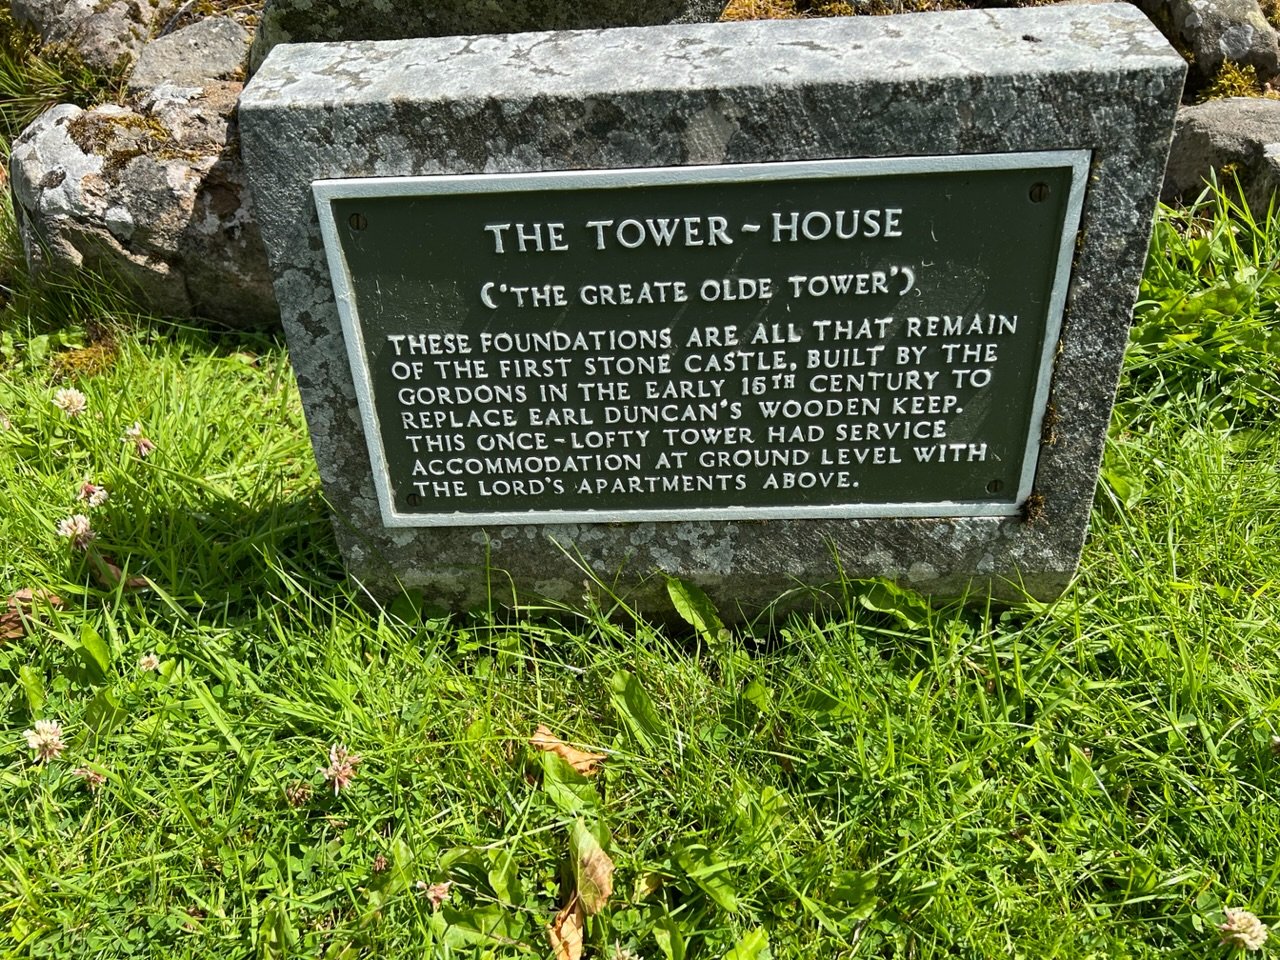 THE TOWER-HOUSE
('THE GREATE OLDE TOWER')
THESE FOUNDATIONS ARE ALL THAT REMAIN
OF THE FIRST STONE CASTLE, BUILT BY THE
GORDONS IN THE EARLY 15TH CENTURY TO
REPLACE EARL DUNCAN'S WOODEN KEEP.
THIS ONCE-LOFTY TOWER HAD SERVICE
ACCOMMODATION AT GROUND LEVEL WITH
THE LORD'S APARTMENTS ABOVE.